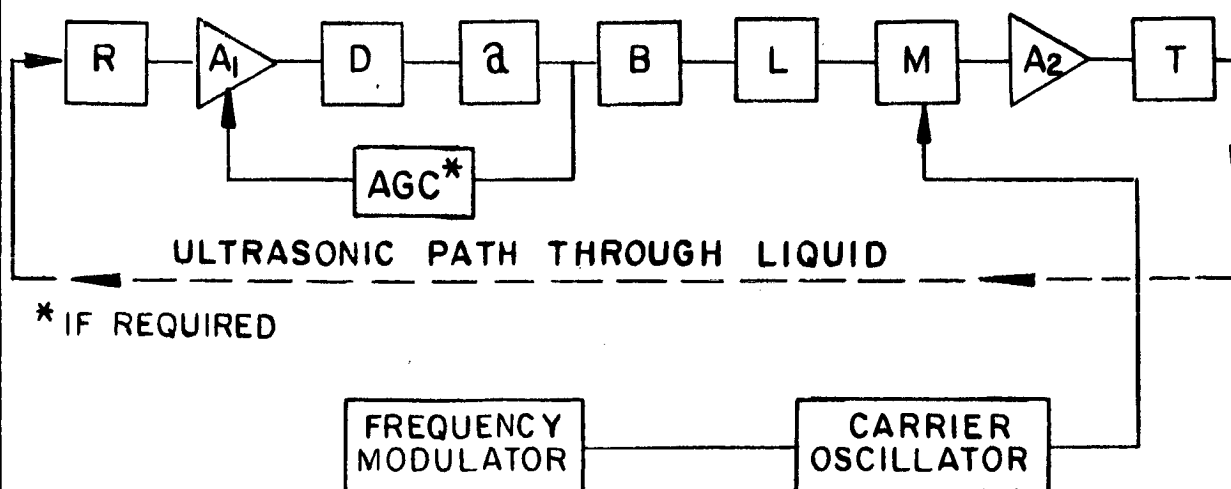 R A1 D a B L M A2 T
AGC*
ULTRASONIC PATH THROUGH LIQUID
* IF REQUIRED
FREQUENCY
MODULATOR
CARRIER
OSCILLATOR